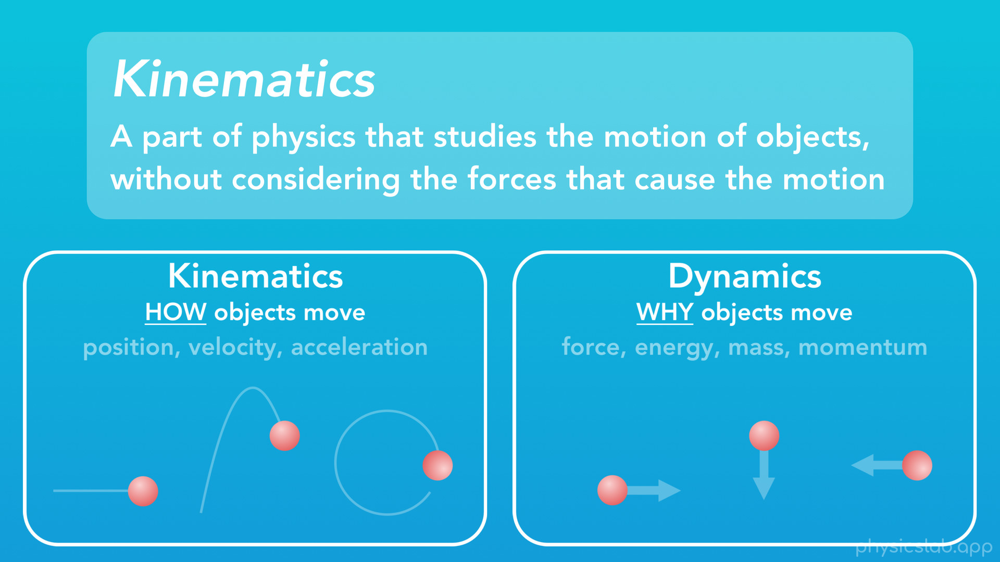 Kinematics
A part of physics that studies the motion of objects,
without considering the forces that cause the motion
Kinematics
HOW objects move
position, velocity, acceleration
Dynamics
WHY objects move
force, energy, mass, momentum
physicslab.app